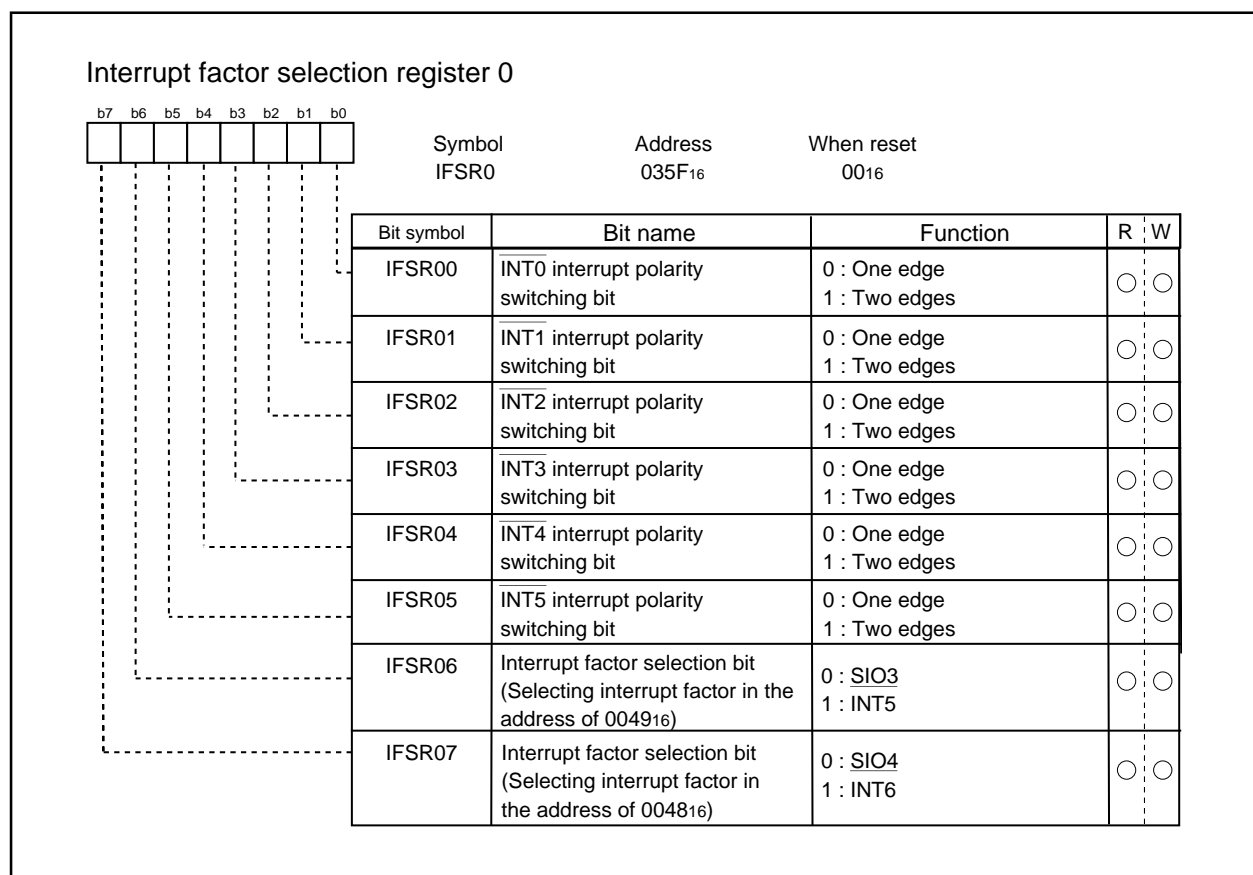 Interrupt factor selection register 0
b7 b6 b5 b4 b3 b2 b1 b0
Symbol Address When reset
IFSR0 035F16 0016
Bit symbol Bit name Function R W
IFSR00 INT0 interrupt polarity 0 : One edge
switching bit 1 : Two edges
IFSR01 INT1 interrupt polarity 0 : One edge
switching bit 1 : Two edges
IFSR02 INT2 interrupt polarity 0 : One edge
switching bit 1 : Two edges
IFSR03 INT3 interrupt polarity 0 : One edge
switching bit 1 : Two edges
IFSR04 INT4 interrupt polarity 0 : One edge
switching bit 1 : Two edges
IFSR05 INT5 interrupt polarity 0 : One edge
switching bit 1 : Two edges
IFSR06 Interrupt factor selection bit 0 : SIO3
(Selecting interrupt factor in the 1 : INT5
address of 004916)
IFSR07 Interrupt factor selection bit 0 : SIO4
(Selecting interrupt factor in 1 : INT6
the address of 004816)